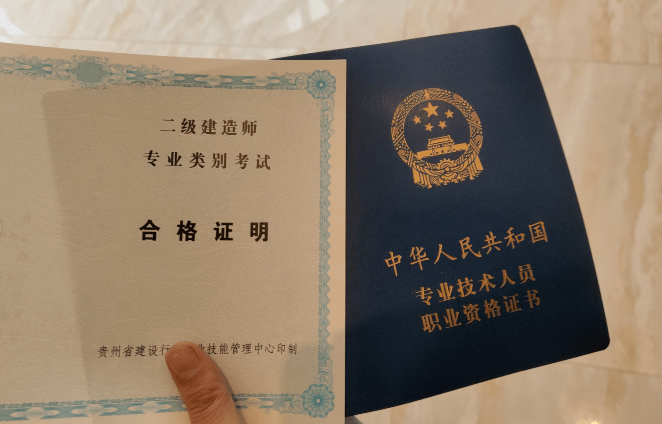 二级建造师
专业类别考试
合格证明
贵州省建设行
技能管理中心印制
中华人民共和国
专业技术人员
职业资格证书